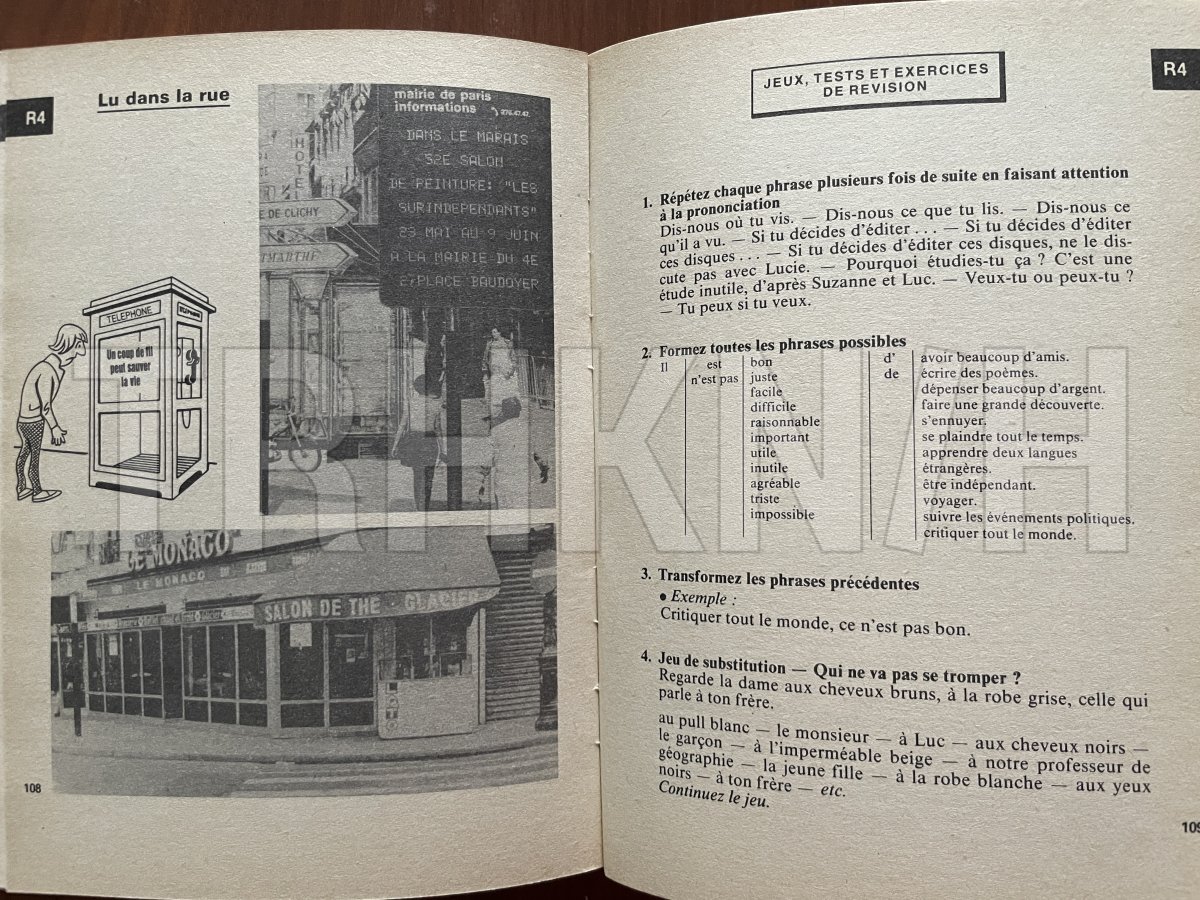 R4
Lu dans la rue
mairie de paris
informations
276.47.47.
DANS LE MARAIS
52E SALON
DE PEINTURE: "LES
SURINDEPENDANTS"
23 MAI AU 9 JUIN
A LA MAIRIE DU 4E
2,PLACE BAUDOYER
HOTE
E DE CLICHY
TMARTHE
TELEPHONE
Un coup de fil
peut sauver
la vie
LE MONACO
LE MONACO
SALON DE THE - GLACIER
108
R4
JEUX, TESTS ET EXERCICES
DE REVISION
1. Répétez chaque phrase plusieurs fois de suite en faisant attention
à la prononciation
Dis-nous où tu vis. — Dis-nous ce que tu lis. — Dis-nous ce
qu'il a vu. — Si tu décides d'éditer . . . — Si tu décides d'éditer
ces disques . . . — Si tu décides d'éditer ces disques, ne le dis-
cute pas avec Lucie. — Pourquoi étudies-tu ça ? C'est une
étude inutile, d'après Suzanne et Luc. — Veux-tu ou peux-tu ?
— Tu peux si tu veux.
2. Formez toutes les phrases possibles
Il est bon d' avoir beaucoup d'amis.
n'est pas juste de écrire des poèmes.
facile dépenser beaucoup d'argent.
difficile faire une grande découverte.
raisonnable s'ennuyer.
important se plaindre tout le temps.
utile apprendre deux langues
inutile étrangères.
agréable être indépendant.
triste voyager.
impossible suivre les événements politiques.
critiquer tout le monde.
3. Transformez les phrases précédentes
• Exemple :
Critiquer tout le monde, ce n'est pas bon.
4. Jeu de substitution — Qui ne va pas se tromper ?
Regarde la dame aux cheveux bruns, à la robe grise, celle qui
parle à ton frère.
au pull blanc — le monsieur — à Luc — aux cheveux noirs —
le garçon — à l'imperméable beige — à notre professeur de
géographie — la jeune fille — à la robe blanche — aux yeux
noirs — à ton frère — etc.
Continuez le jeu.
109
TREKNAH